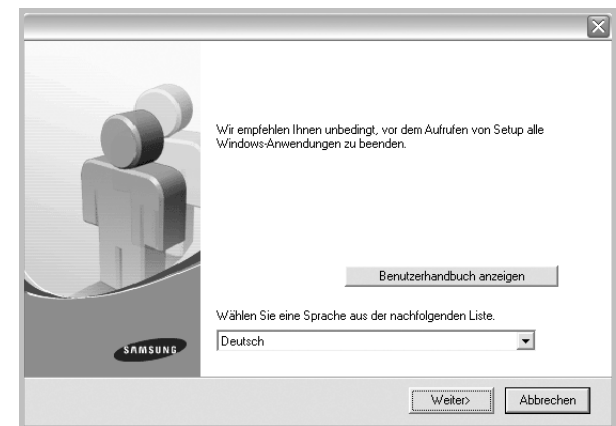 Wir empfehlen Ihnen unbedingt, vor dem Aufrufen von Setup alle
Windows-Anwendungen zu beenden.
Benutzerhandbuch anzeigen
Wählen Sie eine Sprache aus der nachfolgenden Liste.
Deutsch
SAMSUNG
Weiter>
Abbrechen